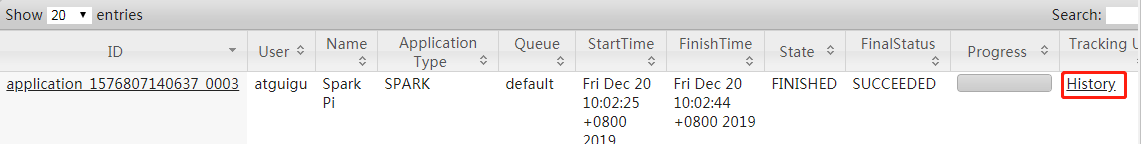 Show 20 entries Search:
ID User Name Application Type Queue StartTime FinishTime State FinalStatus Progress Tracking U
application_1576807140637_0003 atguigu Spark SPARK default Fri Dec 20 Fri Dec 20 FINISHED SUCCEEDED History
Pi 10:02:25 10:02:44
+0800 +0800 2019
2019